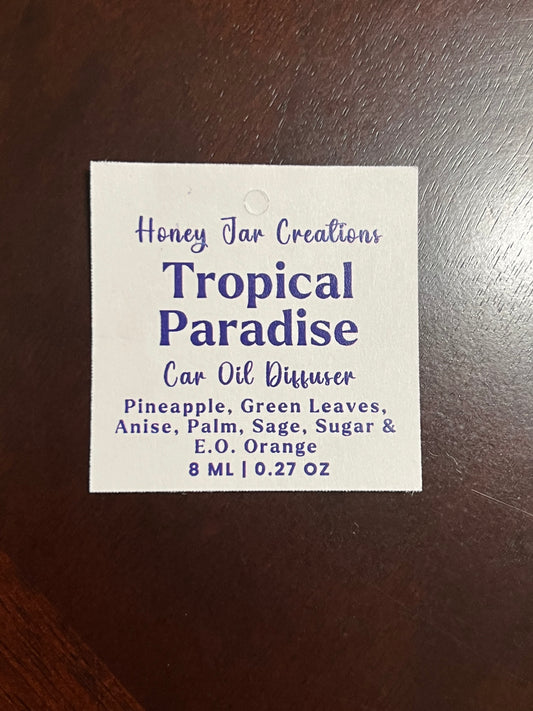 Honey Jar Creations
Tropical
Paradise
Car Oil Diffuser
Pineapple, Green Leaves,
Anise, Palm, Sage, Sugar &
E.O. Orange
8 ML | 0.27 OZ